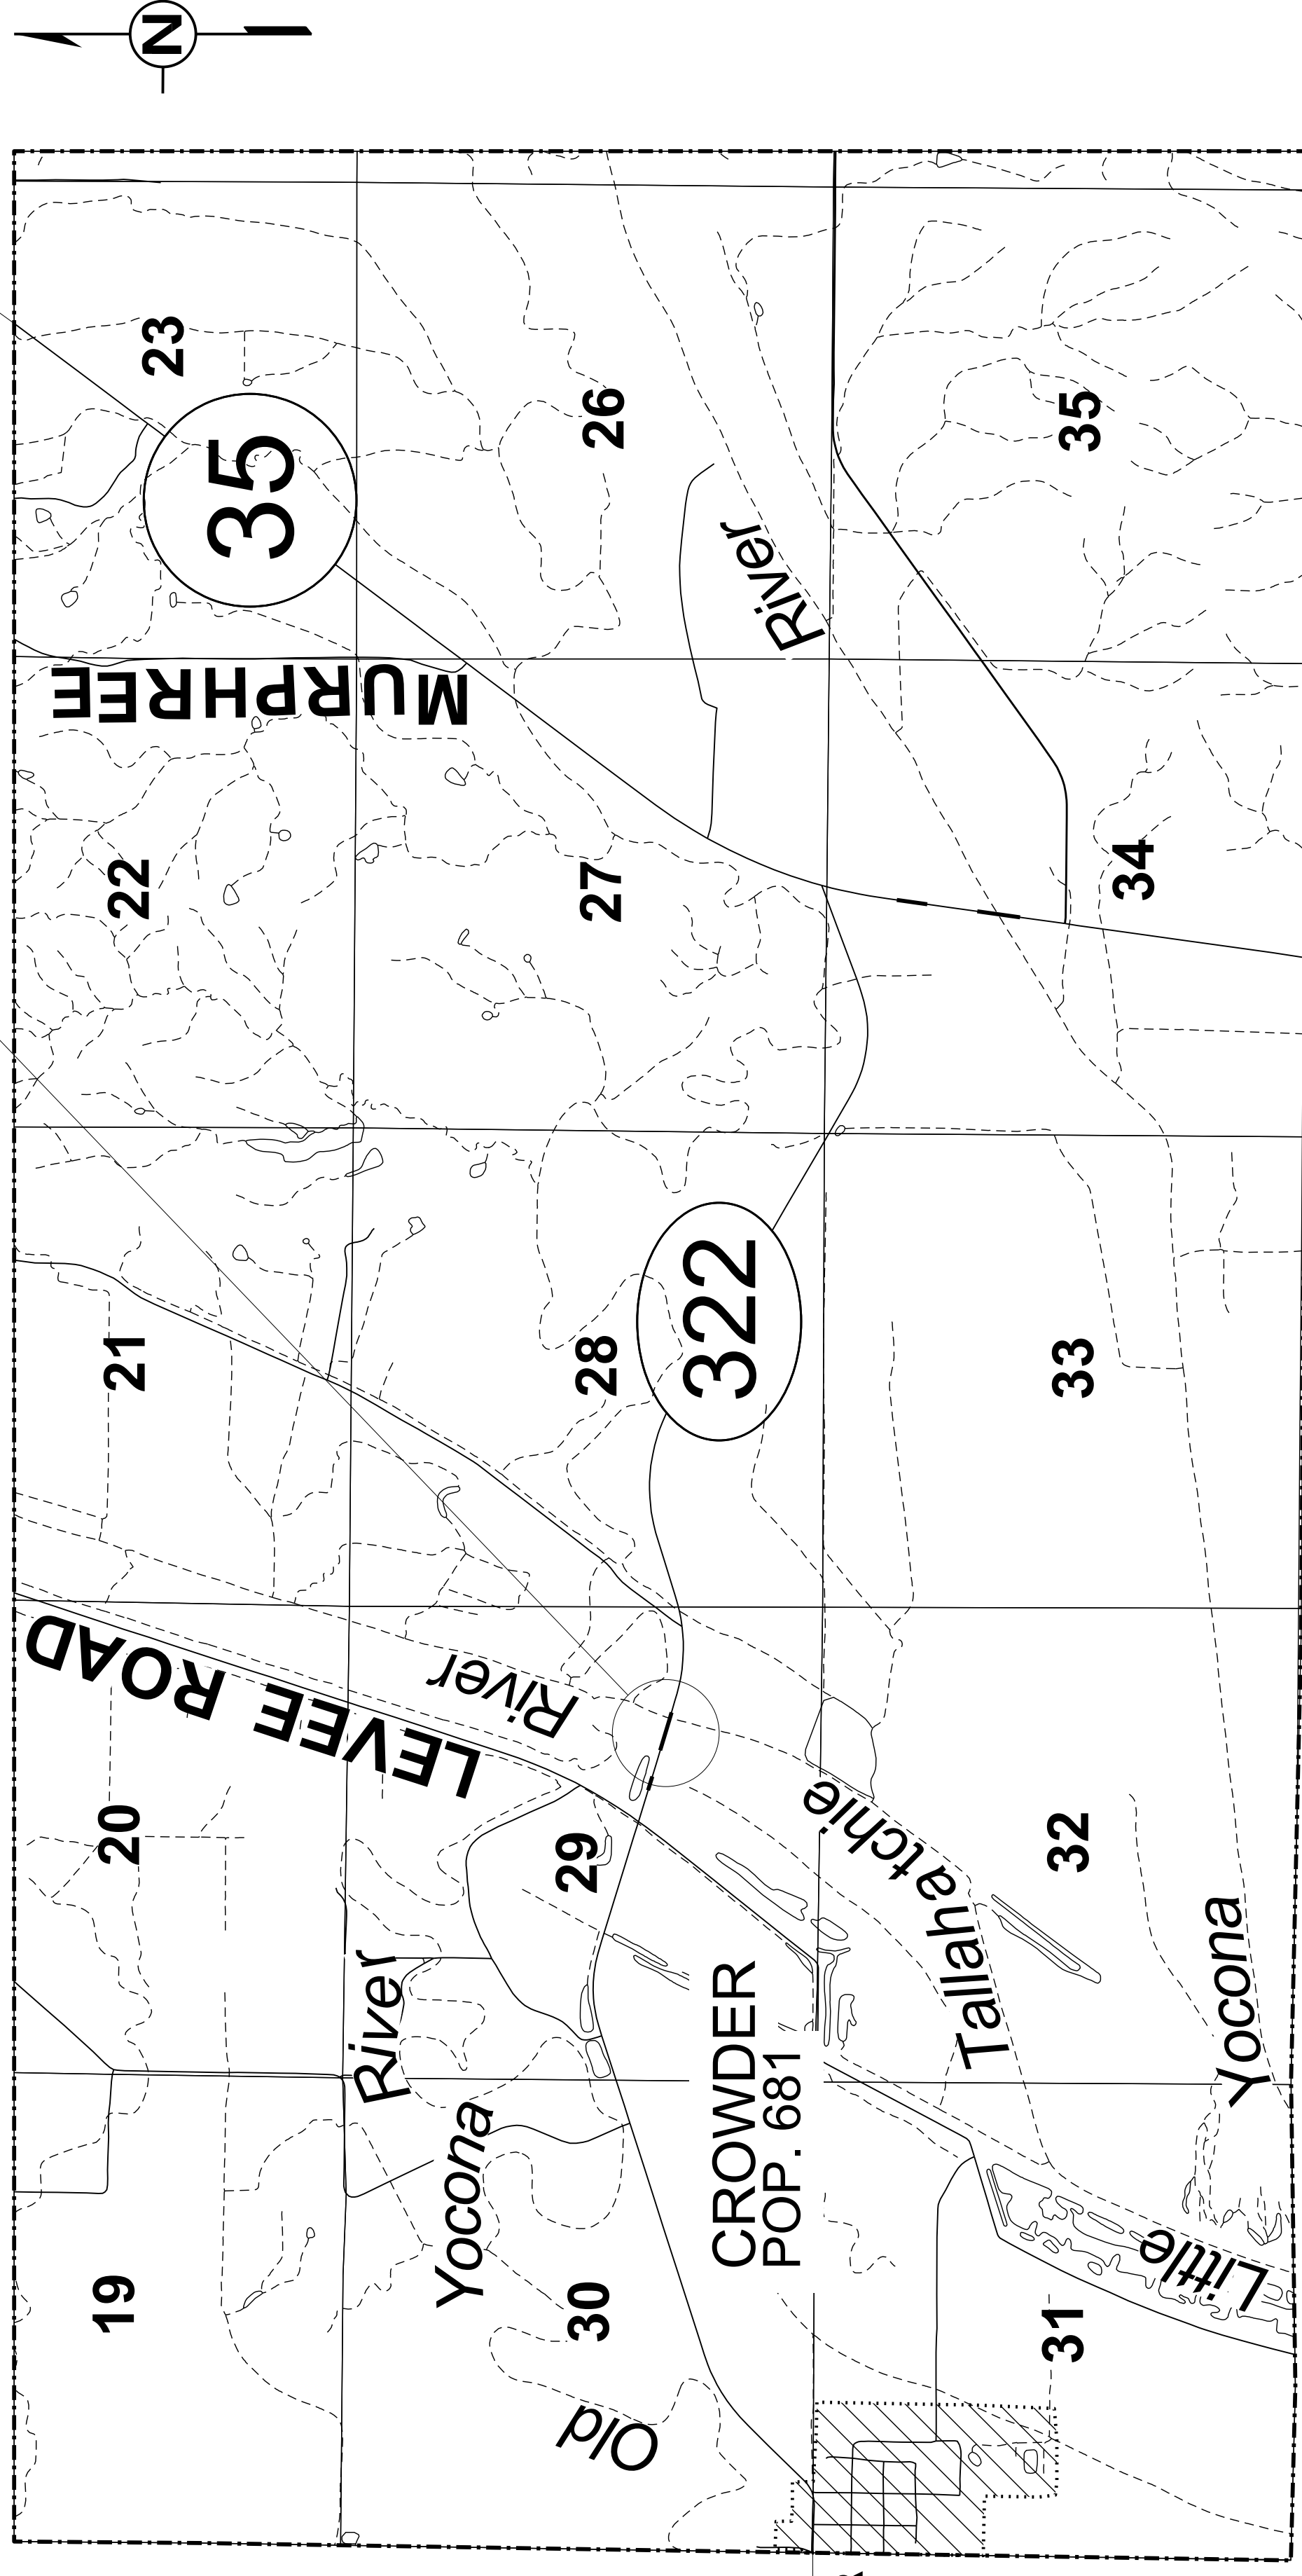 N
23
35
26
35
River
MURPHREE
22
27
34
21
28
322
33
LEVEE ROAD
River
20
29
Tallahatchie
32
River
CROWDER
POP. 681
Yocona
Yocona
19
30
31
Little
Old